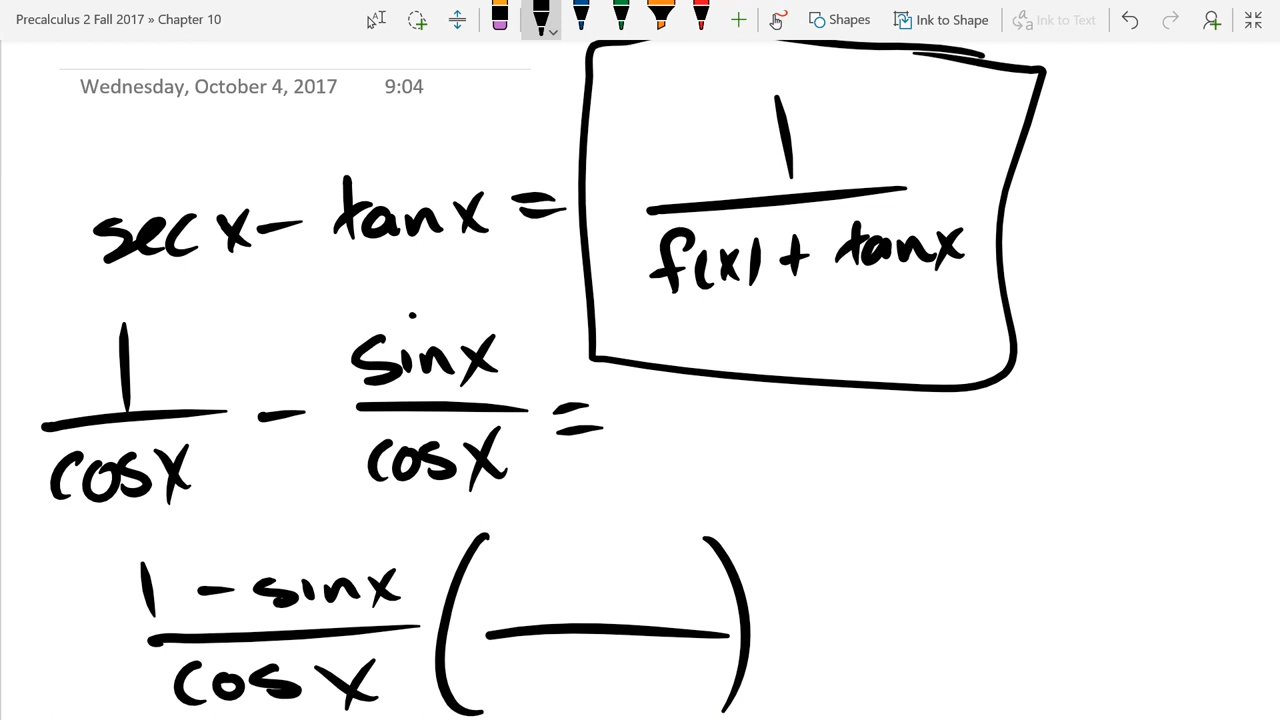 Precalculus 2 Fall 2017 » Chapter 10
Shapes
Ink to Shape
Ink to Text
Wednesday, October 4, 2017 9:04
sec x - tan x = 1 / f(x) + tan x
1 / cos x - sin x / cos x =
1 - sin x / cos x ( / )